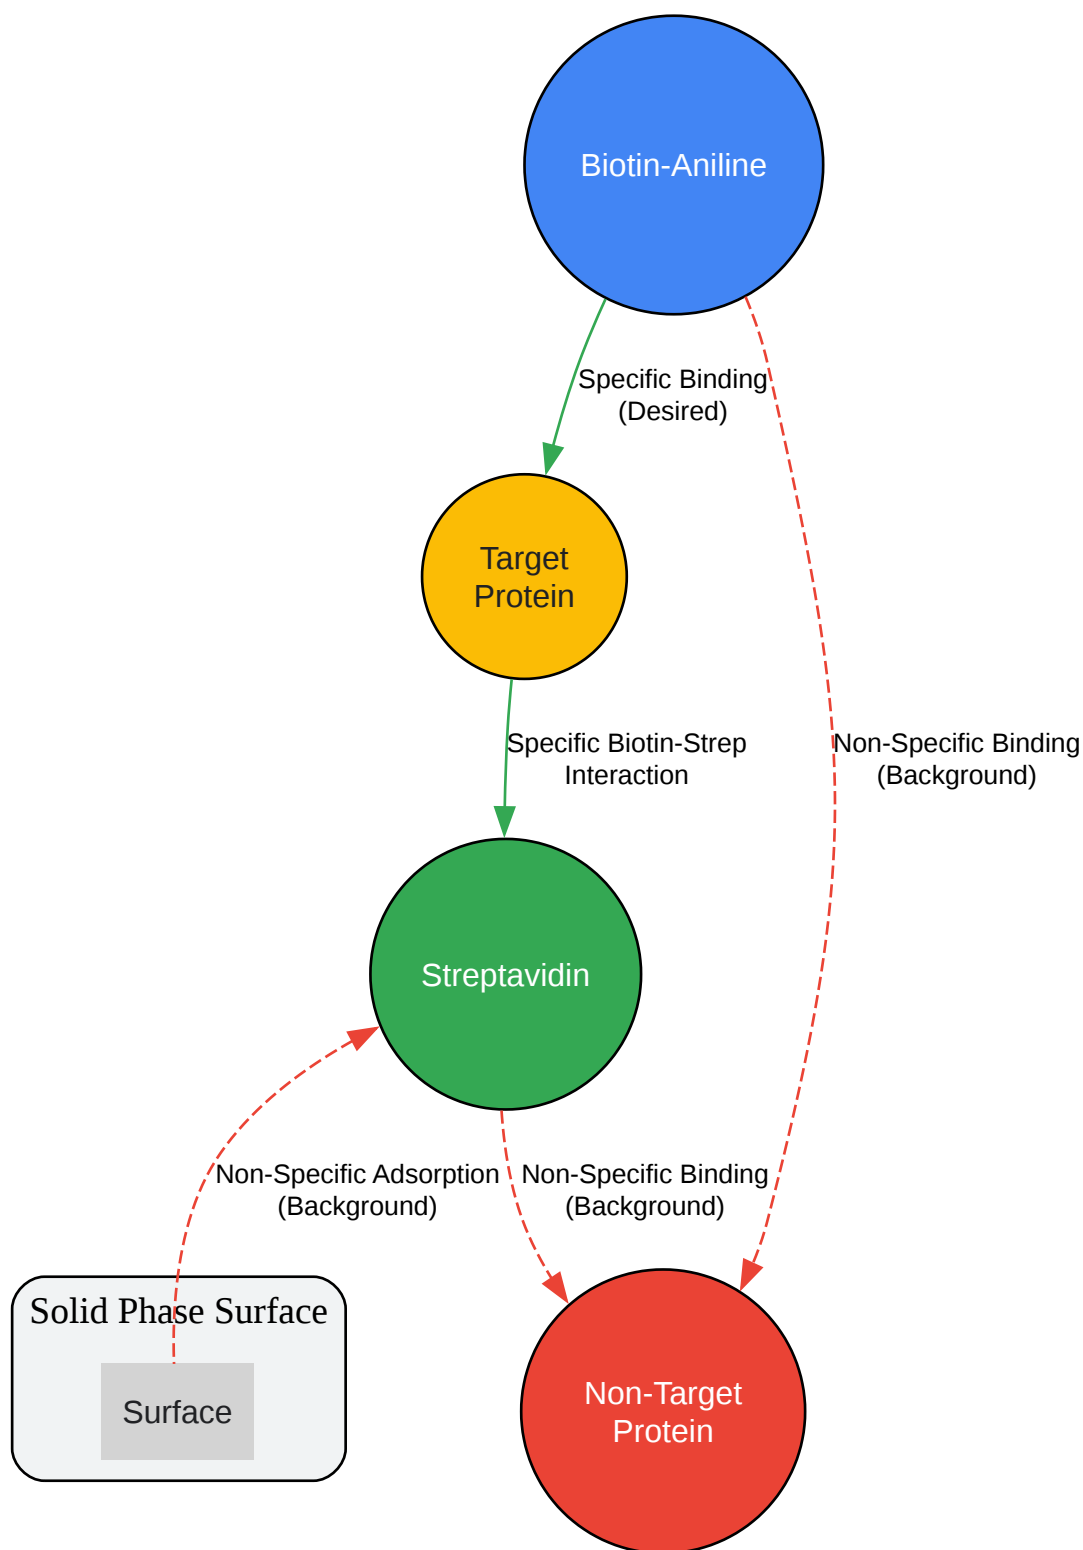 Biotin-Aniline
Specific Binding
(Desired)
Target
Protein
Specific Biotin-Strep
Interaction
Non-Specific Binding
(Background)
Streptavidin
Non-Specific Adsorption
(Background)
Non-Specific Binding
(Background)
Solid Phase Surface
Surface
Non-Target
Protein